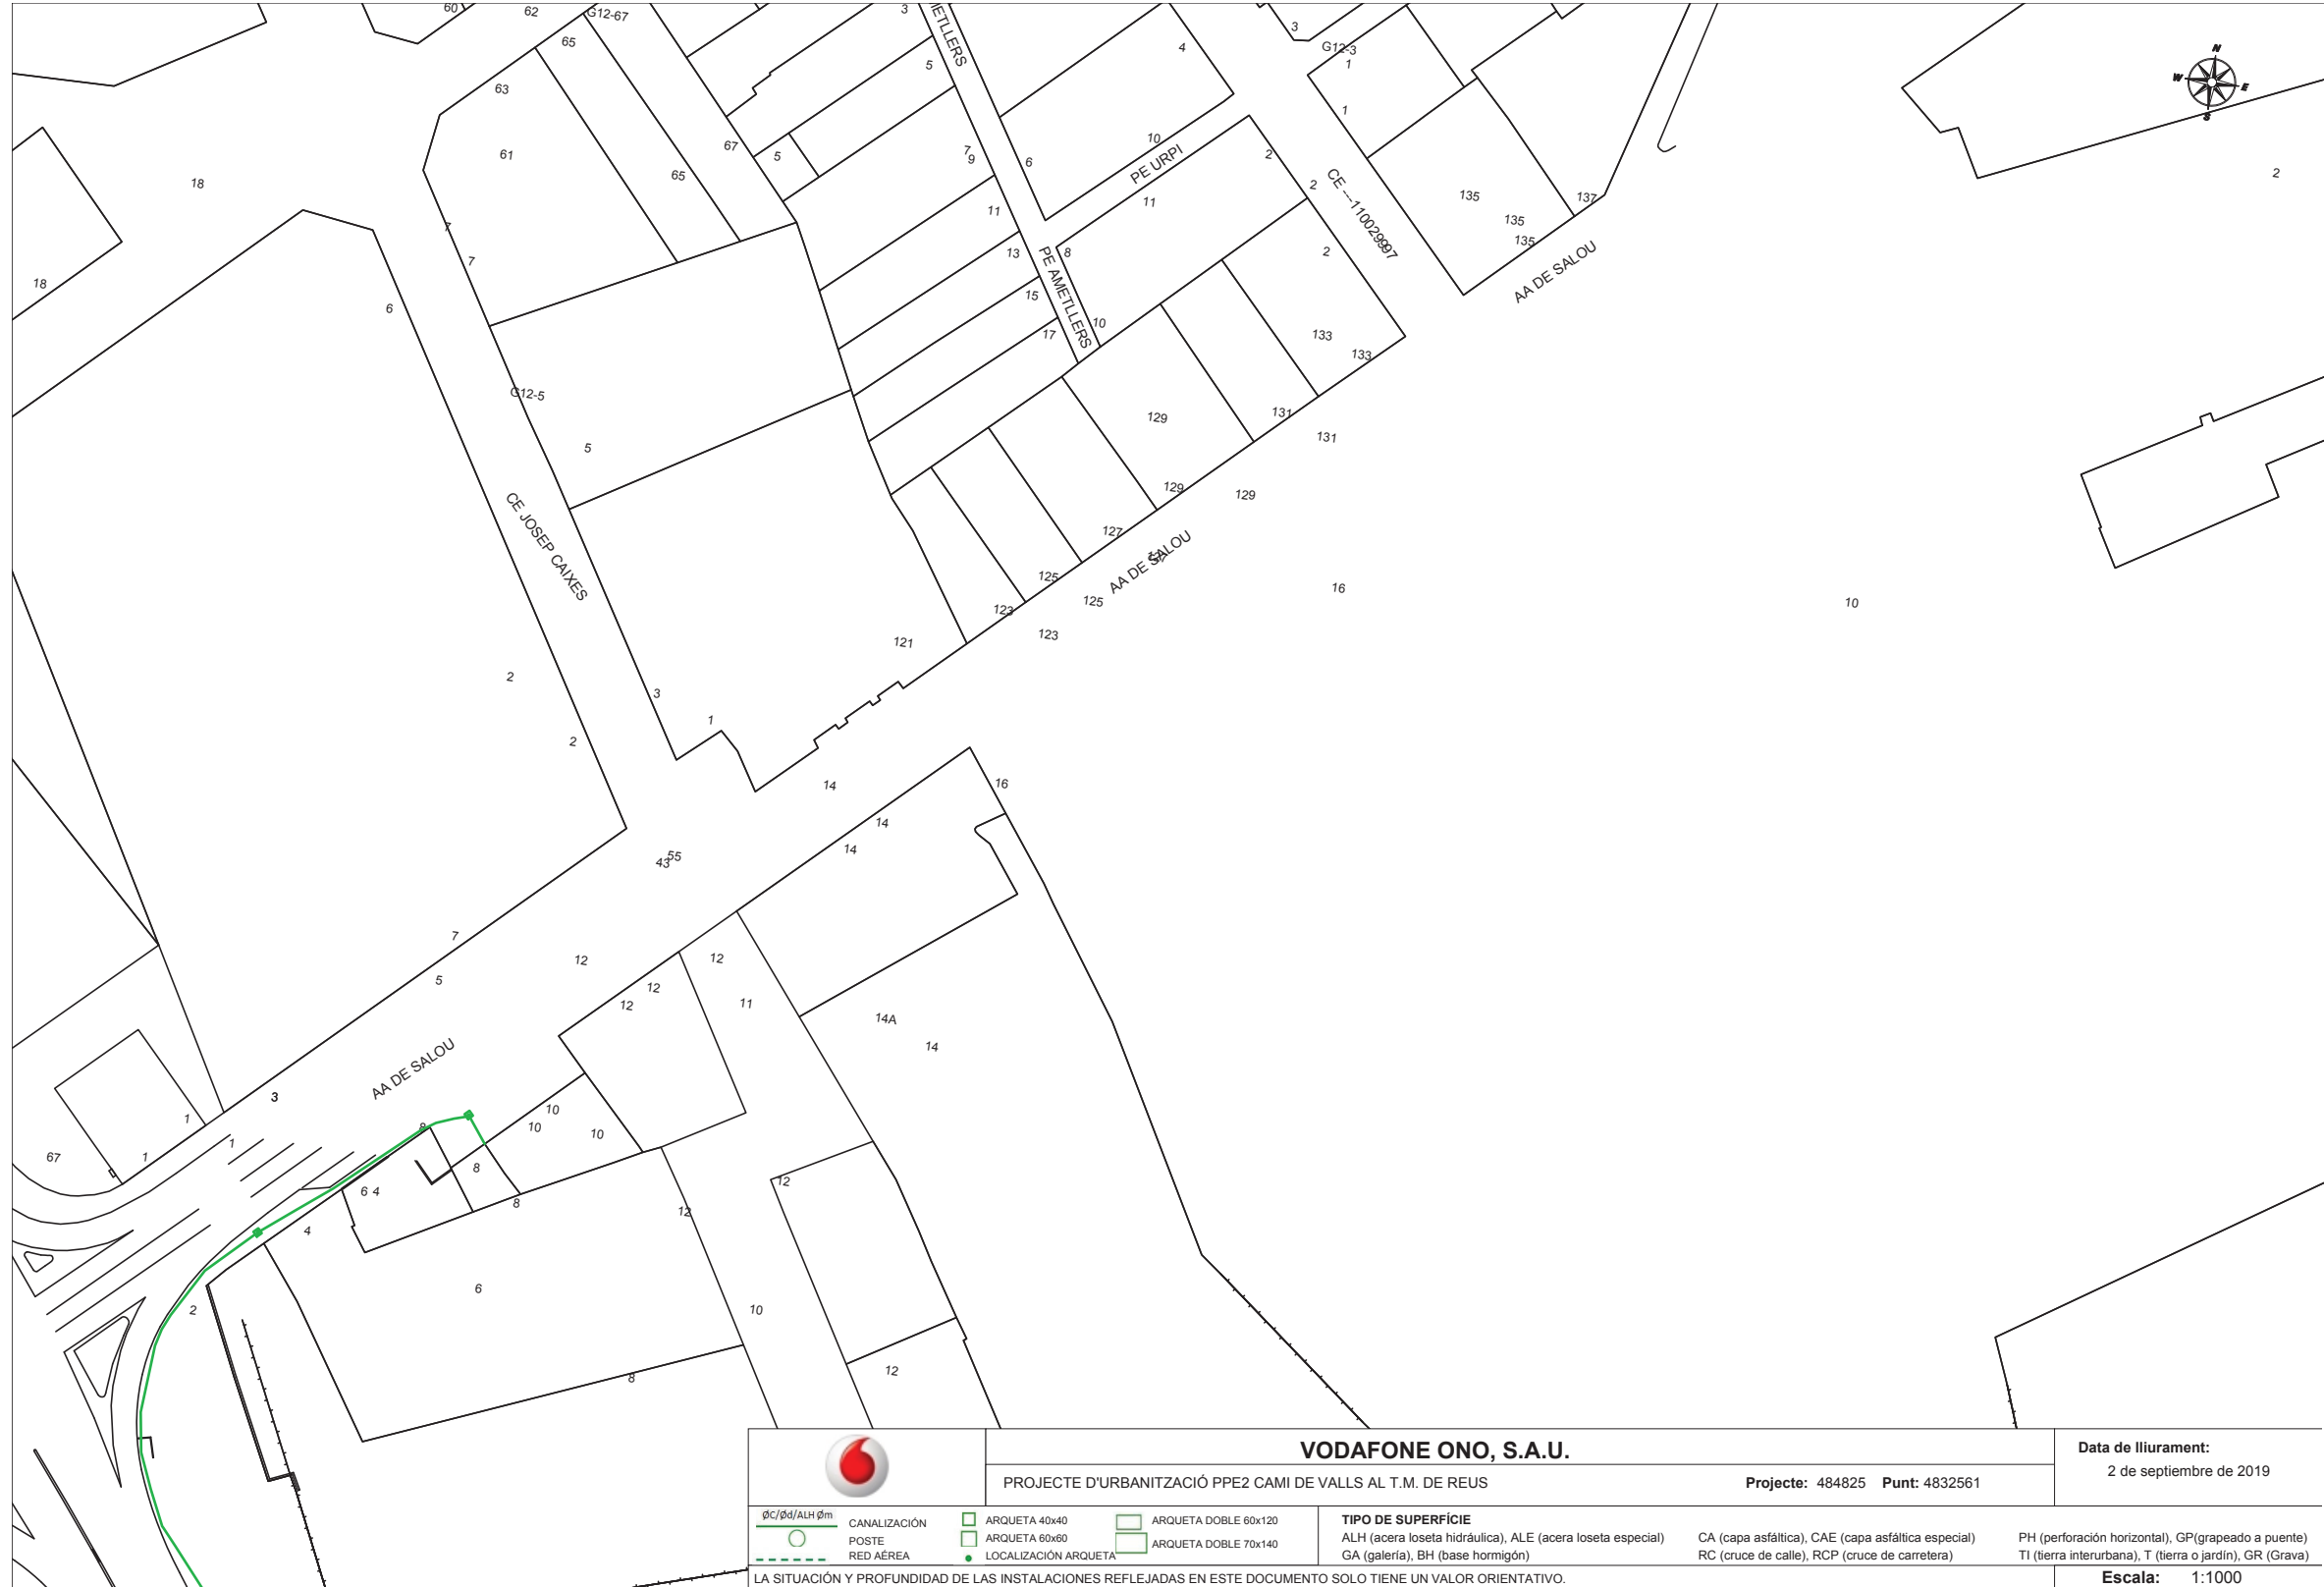 60
62
G12-67
65
3
METLLERS
4
3
G12-3
1
5
63
N
W
E
S
61
67
65
5
7
9
6
10
PE URPI
1
2
2
CE ---110029997
135
135
135
137
2
18
18
7
7
11
11
13
8
PE AMETLLERS
15
17
10
2
133
133
AA DE SALOU
6
G12-5
5
129
131
131
129
129
127
AA DE SALOU
125
125
123
123
16
10
CE JOSEP CAIXES
121
2
3
1
2
14
16
14
14
43
55
7
5
12
12
12
12
11
14A
14
AA DE SALOU
3
1
1
1
67
8
10
10
10
8
8
6 4
4
12
12
2
6
10
8
12
VODAFONE ONO, S.A.U.
PROJECTE D'URBANITZACIÓ PPE2 CAMI DE VALLS AL T.M. DE REUS
Projecte: 484825 Punt: 4832561
Data de lliurament:
2 de septiembre de 2019
ØC/Ød/ALH Øm
CANALIZACIÓN
POSTE
RED AÉREA
ARQUETA 40x40
ARQUETA 60x60
LOCALIZACIÓN ARQUETA
ARQUETA DOBLE 60x120
ARQUETA DOBLE 70x140
TIPO DE SUPERFÍCIE
ALH (acera loseta hidráulica), ALE (acera loseta especial)
GA (galería), BH (base hormigón)
CA (capa asfáltica), CAE (capa asfáltica especial)
RC (cruce de calle), RCP (cruce de carretera)
PH (perforación horizontal), GP(grapeado a puente)
TI (tierra interurbana), T (tierra o jardín), GR (Grava)
LA SITUACIÓN Y PROFUNDIDAD DE LAS INSTALACIONES REFLEJADAS EN ESTE DOCUMENTO SOLO TIENE UN VALOR ORIENTATIVO.
Escala: 1:1000